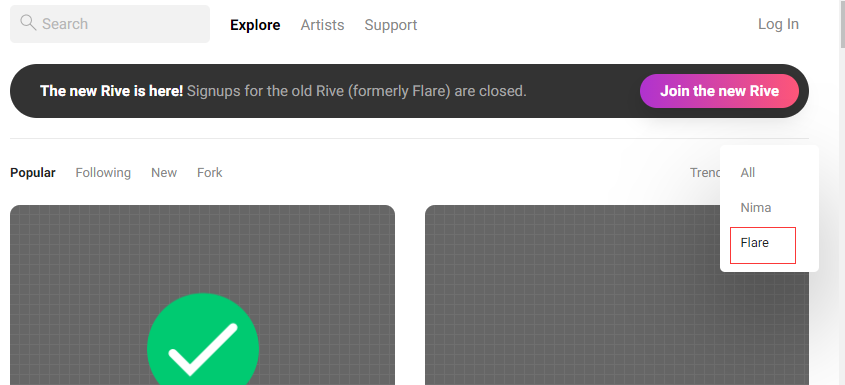 Search Explore Artists Support Log In
The new Rive is here! Signups for the old Rive (formerly Flare) are closed. Join the new Rive
Popular Following New Fork
All
Nima
Flare